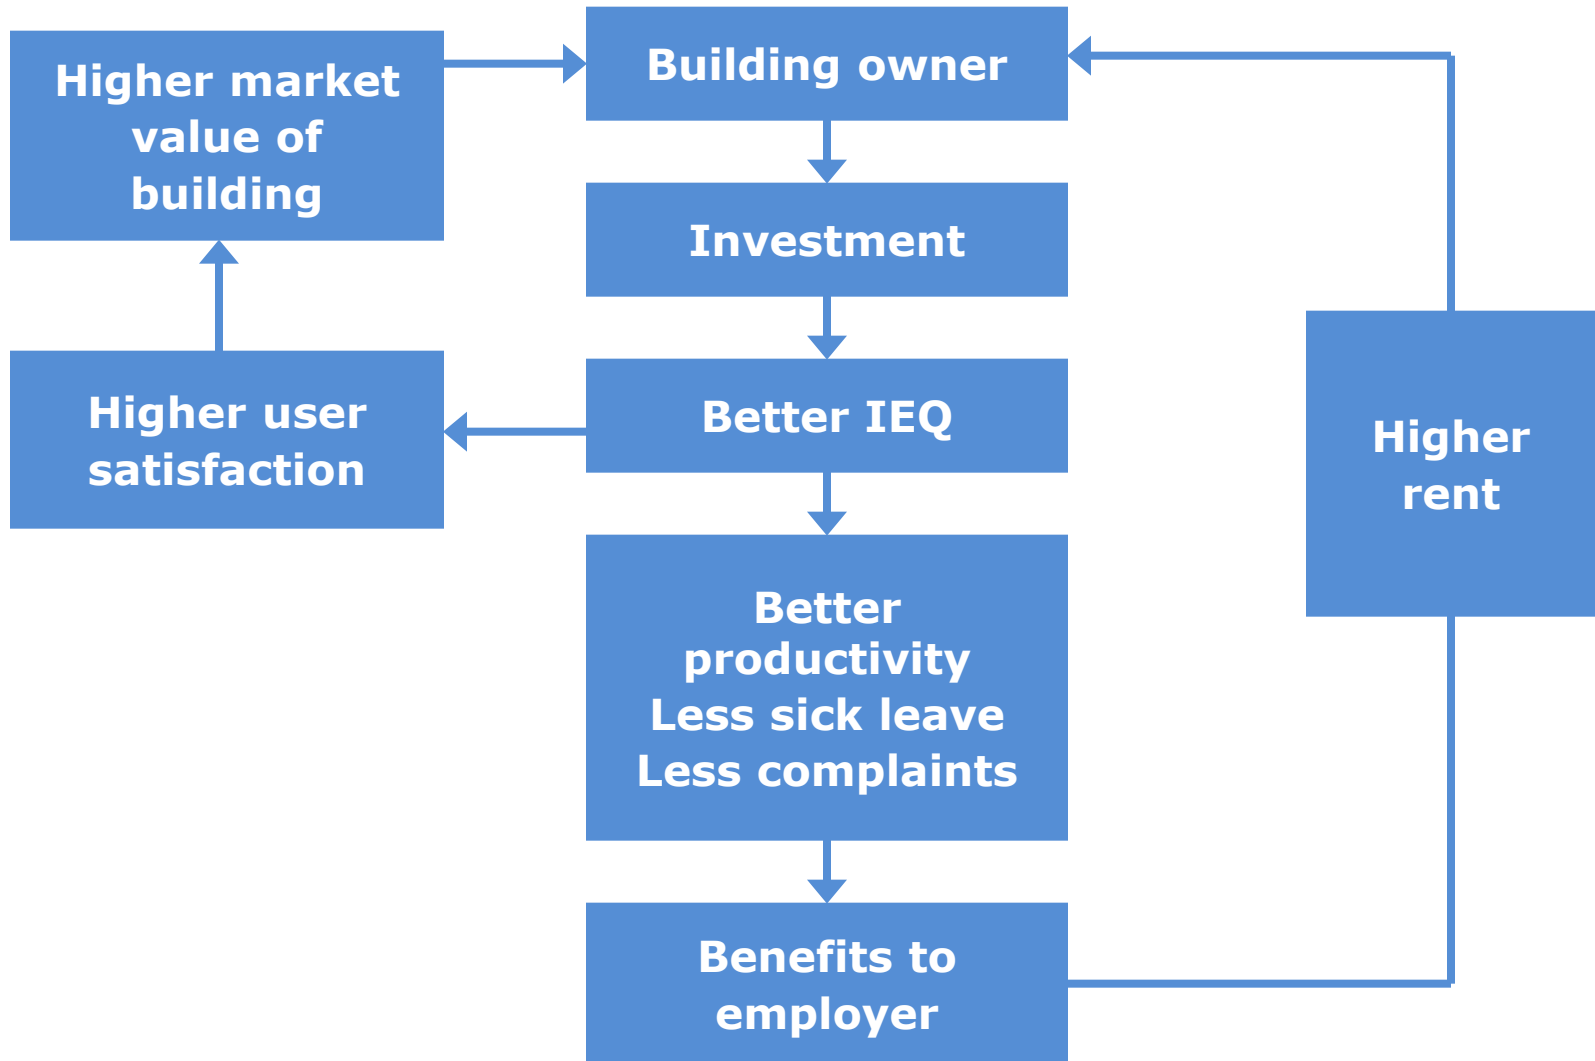 Higher market
value of
building
Building owner
Investment
Higher user
satisfaction
Better IEQ
Higher
rent
Better
productivity
Less sick leave
Less complaints
Benefits to
employer